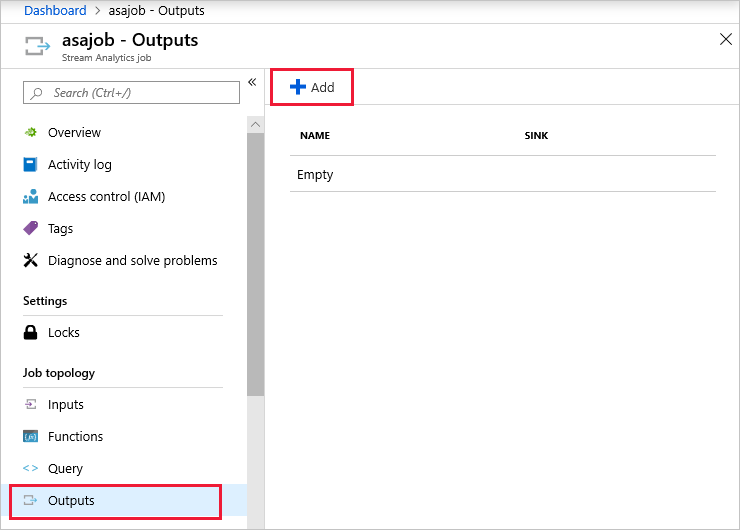 Dashboard > asajob - Outputs
asajob - Outputs
Stream Analytics job
Search (Ctrl+/)
«
Add
Overview
Activity log
Access control (IAM)
Tags
Diagnose and solve problems
Settings
Locks
Job topology
Inputs
Functions
Query
Outputs
NAME SINK
Empty